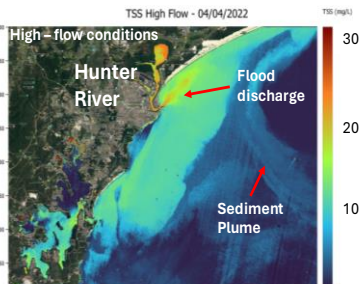 TSS High Flow - 04/04/2022
TSS (mg/L)
High – flow conditions
Hunter
River
Flood
discharge
Sediment
Plume
30
20
10